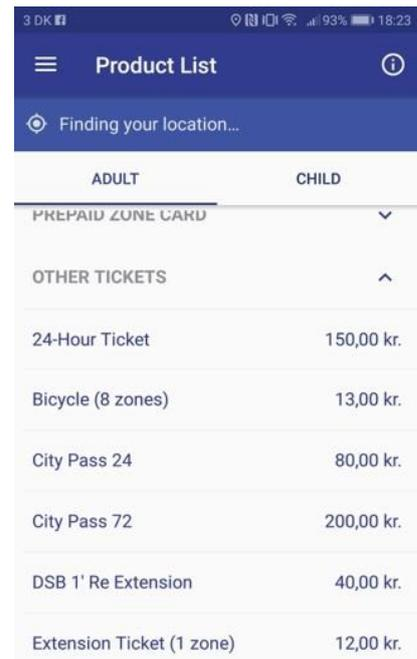 3 DK 93% 18:23
Product List
Finding your location...
ADULT CHILD
PREPAID ZONE CARD
OTHER TICKETS
24-Hour Ticket 150,00 kr.
Bicycle (8 zones) 13,00 kr.
City Pass 24 80,00 kr.
City Pass 72 200,00 kr.
DSB 1' Re Extension 40,00 kr.
Extension Ticket (1 zone) 12,00 kr.